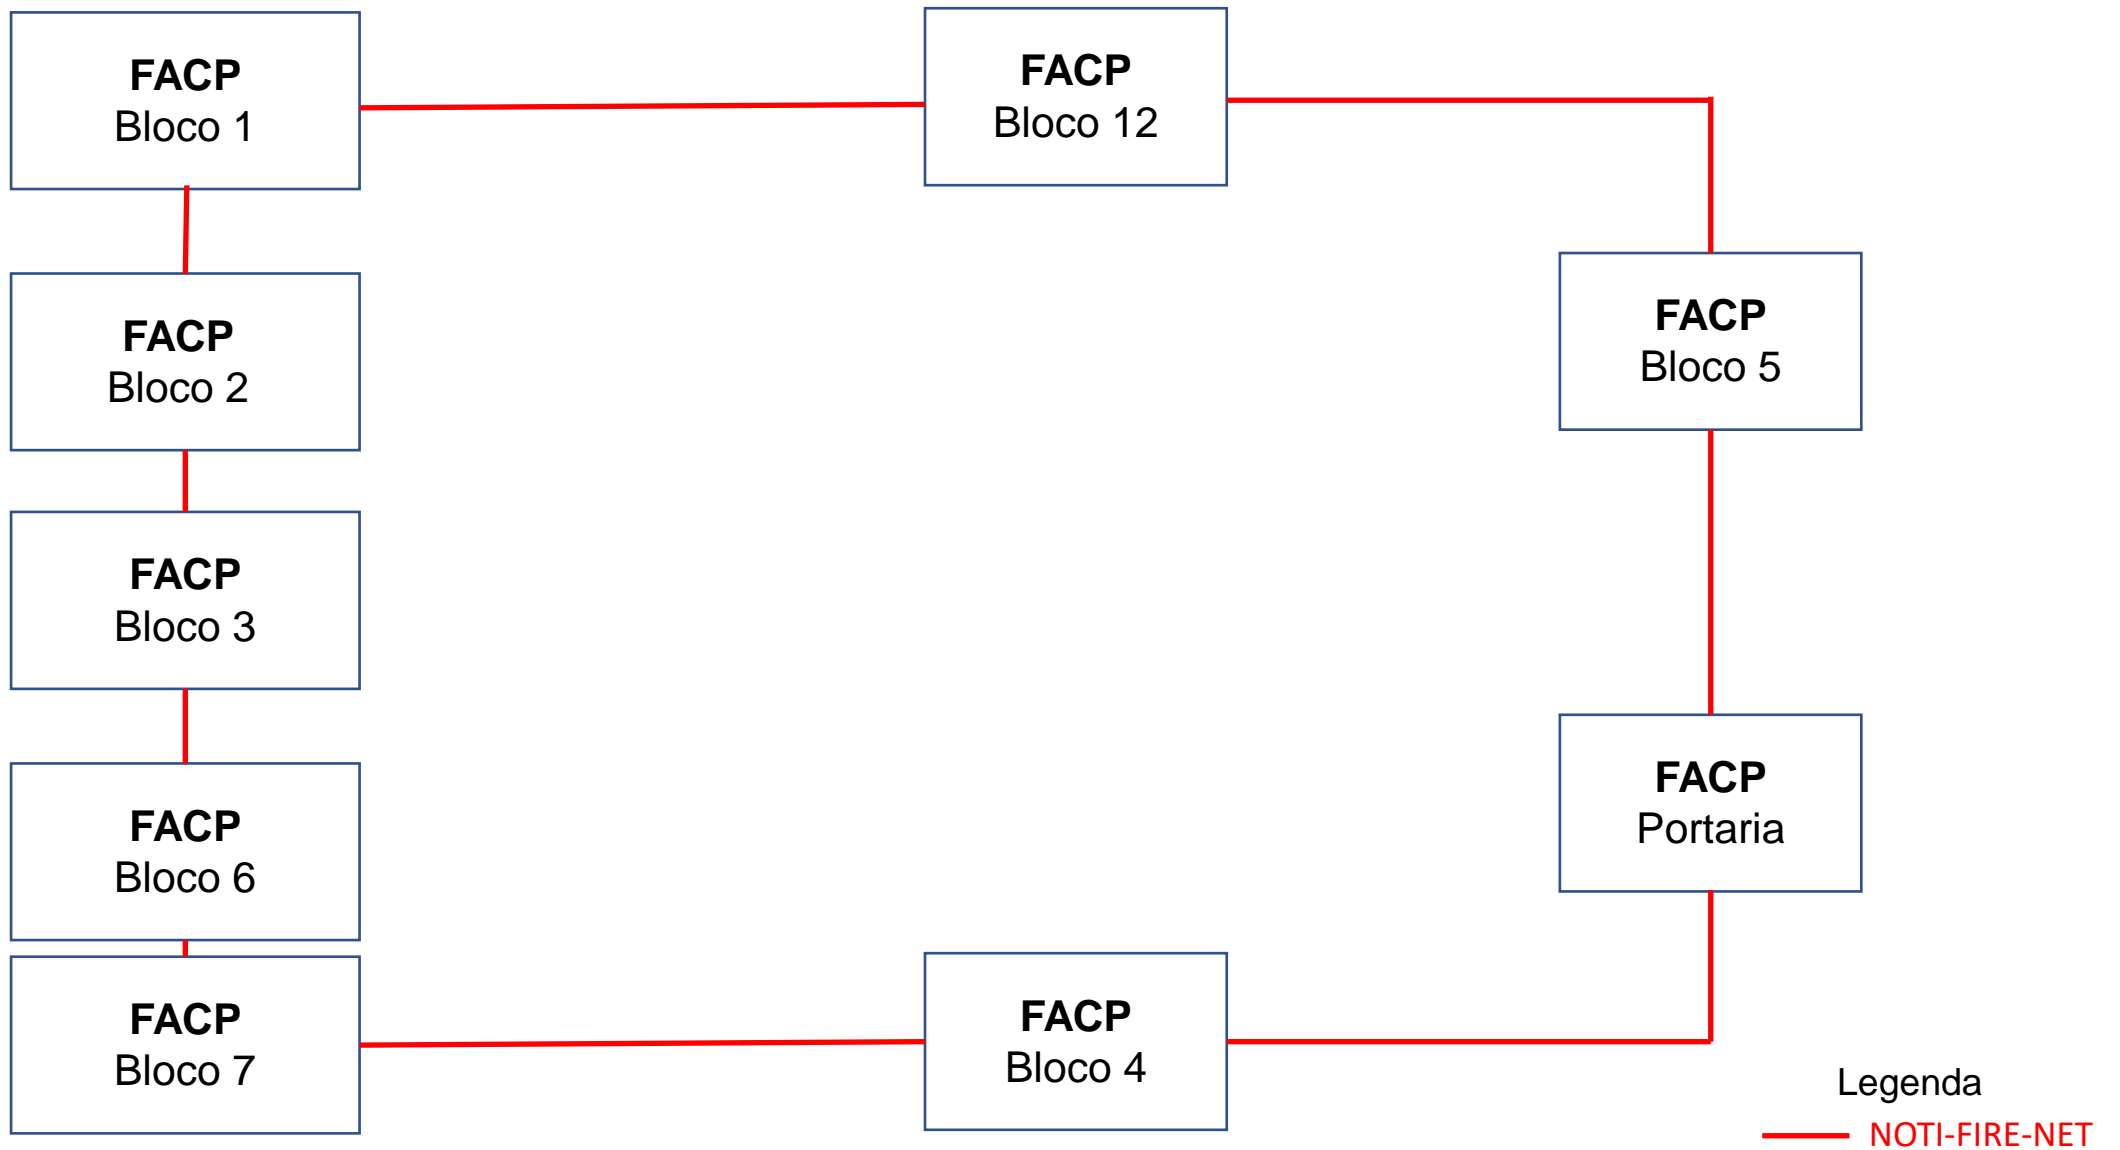 FACP
Bloco 1
FACP
Bloco 12
FACP
Bloco 2
FACP
Bloco 5
FACP
Bloco 3
FACP
Portaria
FACP
Bloco 6
FACP
Bloco 7
FACP
Bloco 4
Legenda
NOTI-FIRE-NET